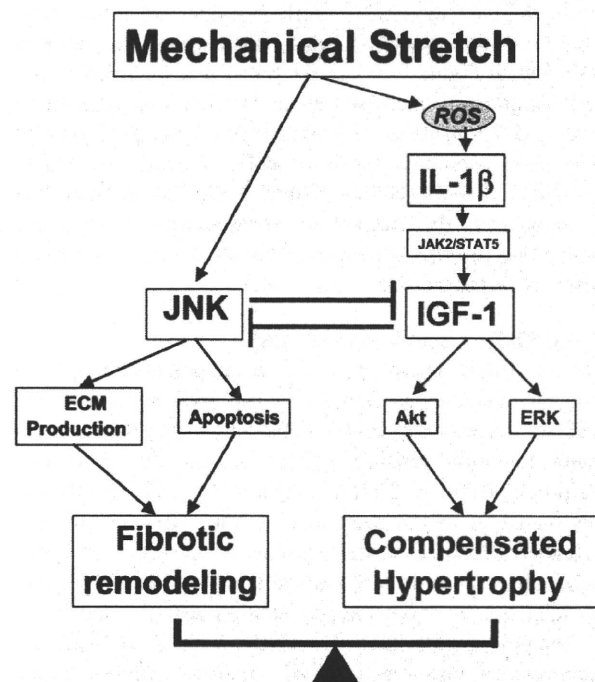 Mechanical Stretch
ROS
IL-1β
JAK2/STAT5
JNK
IGF-1
ECM
Production
Apoptosis
Akt
ERK
Fibrotic
remodeling
Compensated
Hypertrophy